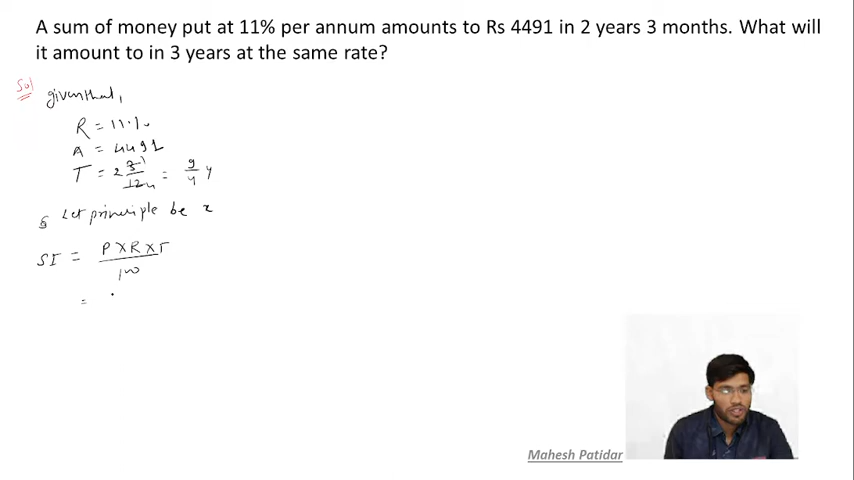 A sum of money put at 11% per annum amounts to Rs 4491 in 2 years 3 months. What will
it amount to in 3 years at the same rate?
Sol
given that,
R = 11%
A = 4491
T = 2 3/12 = 9/4 y
Let principle be x
SI = P X R X T / 100
=
Mahesh Patidar